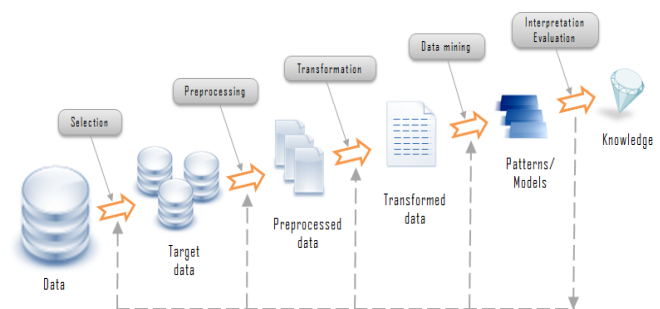 Selection
Preprocessing
Transformation
Data mining
Interpretation
Evaluation
Data
Target
data
Preprocessed
data
Transformed
data
Patterns/
Models
Knowledge